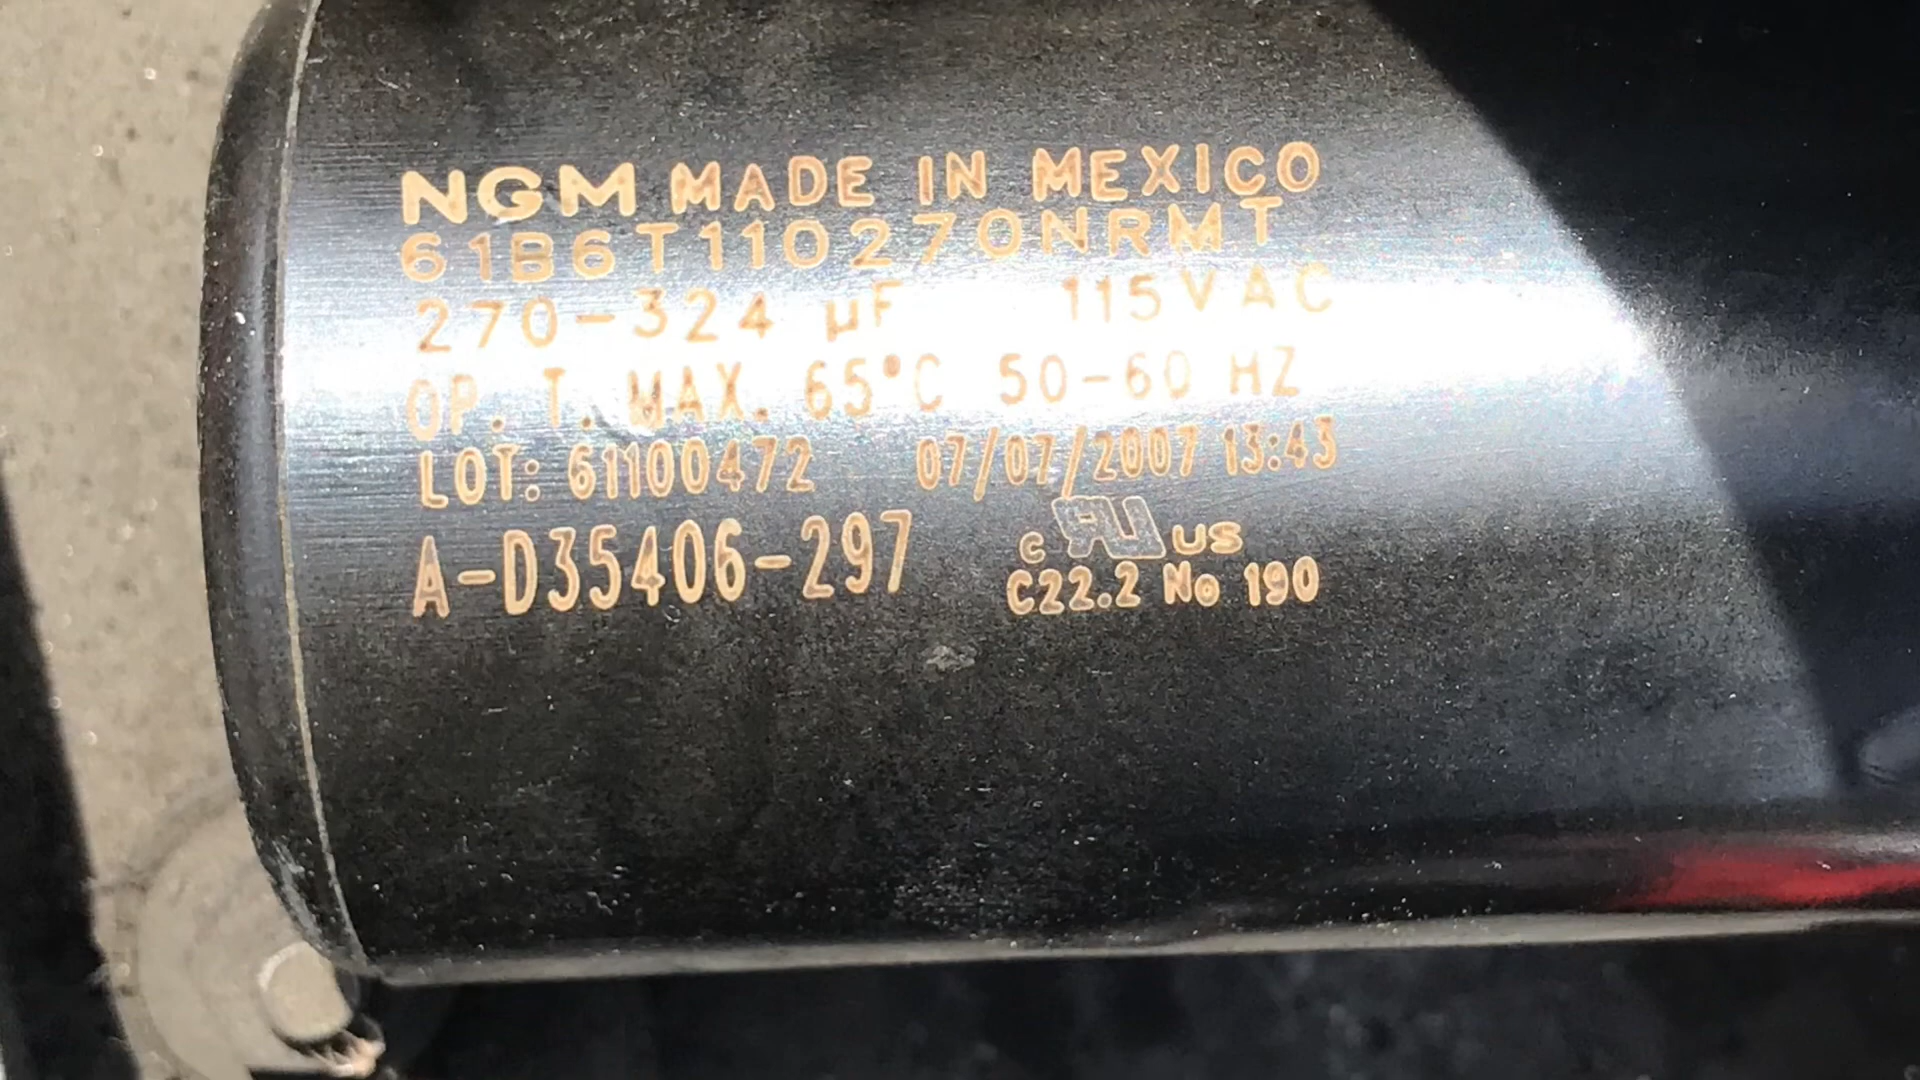 NGM MADE IN MEXICO
61B6T110270NRMT
270-324 µF 115VAC
OP. T. MAX. 65°C 50-60 HZ
LOT: 61100472 07/07/2007 13:43
A-D35406-297 c RU US
C22.2 No 190